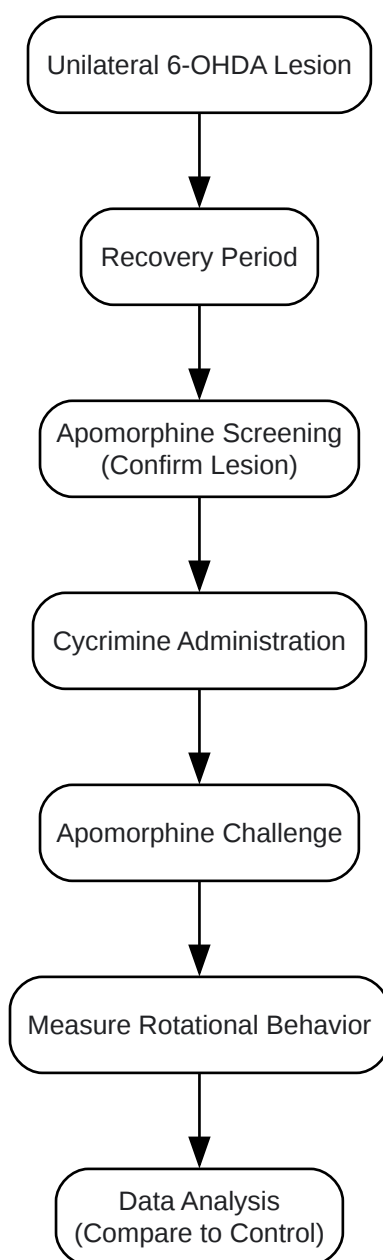 Unilateral 6-OHDA Lesion
Recovery Period
Apomorphine Screening
(Confirm Lesion)
Cycrimine Administration
Apomorphine Challenge
Measure Rotational Behavior
Data Analysis
(Compare to Control)